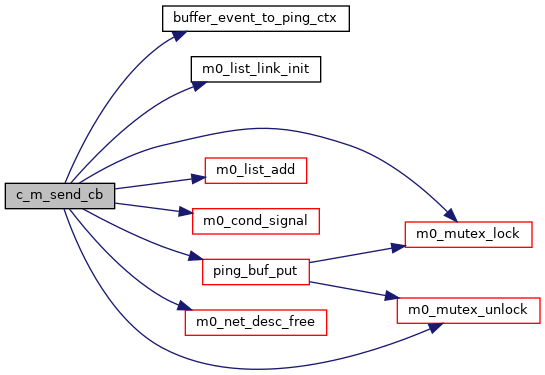 buffer_event_to_ping_ctx
m0_list_link_init
m0_list_add
c_m_send_cb
m0_cond_signal
m0_mutex_lock
ping_buf_put
m0_mutex_unlock
m0_net_desc_free